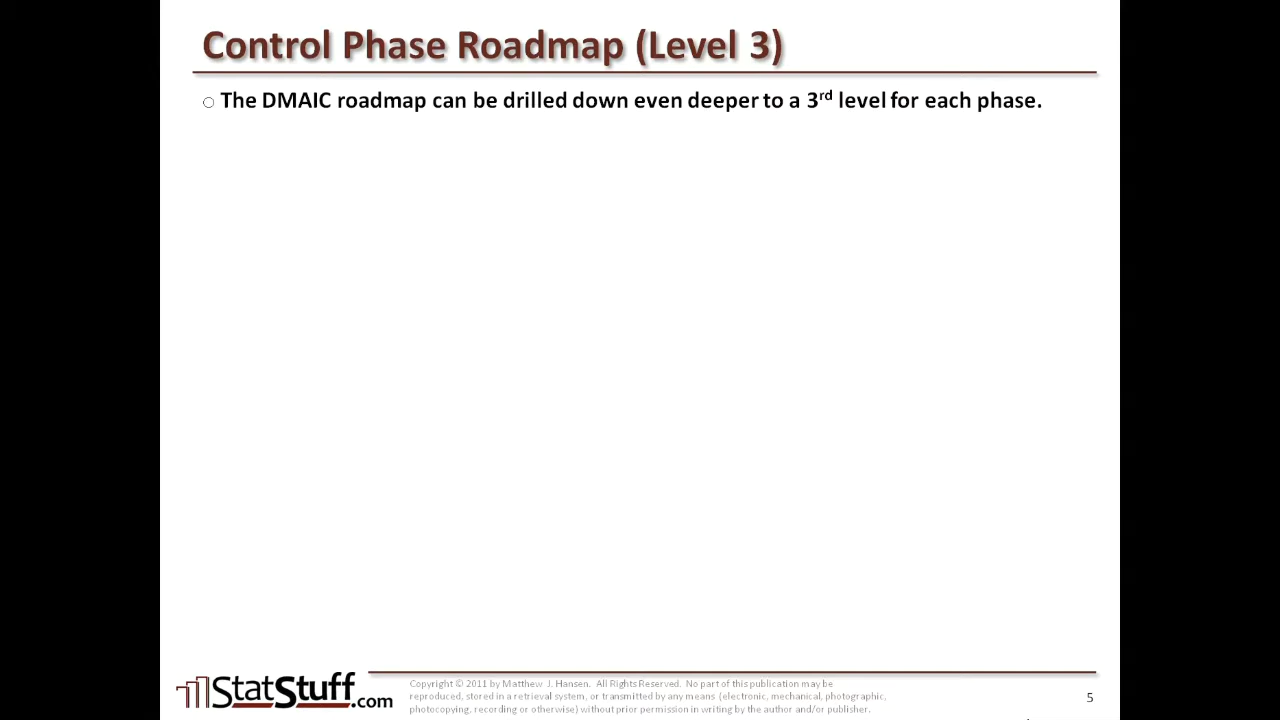 Control Phase Roadmap (Level 3)
○ The DMAIC roadmap can be drilled down even deeper to a 3rd level for each phase.
StatStuff.com
Copyright © 2011 by Matthew J. Hansen. All Rights Reserved. No part of this publication may be
reproduced, stored in a retrieval system, or transmitted by any means (electronic, mechanical, photographic,
photocopying, recording or otherwise) without prior permission in writing by the author and/or publisher.
5